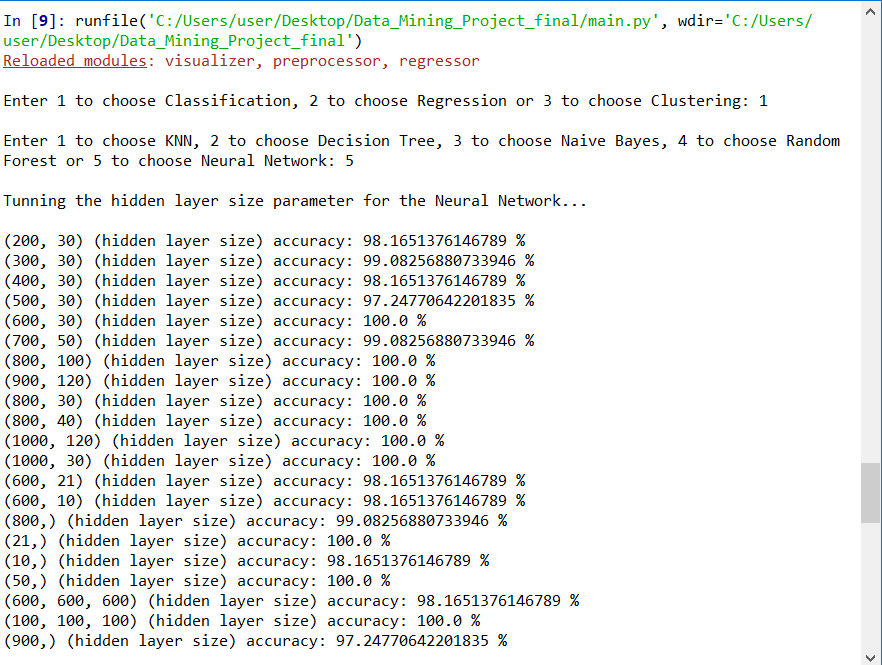 In [9]: runfile('C:/Users/user/Desktop/Data_Mining_Project_final/main.py', wdir='C:/Users/
user/Desktop/Data_Mining_Project_final')
Reloaded modules: visualizer, preprocessor, regressor
Enter 1 to choose Classification, 2 to choose Regression or 3 to choose Clustering: 1
Enter 1 to choose KNN, 2 to choose Decision Tree, 3 to choose Naive Bayes, 4 to choose Random
Forest or 5 to choose Neural Network: 5
Tunning the hidden layer size parameter for the Neural Network...
(200, 30) (hidden layer size) accuracy: 98.1651376146789 %
(300, 30) (hidden layer size) accuracy: 99.08256880733946 %
(400, 30) (hidden layer size) accuracy: 98.1651376146789 %
(500, 30) (hidden layer size) accuracy: 97.24770642201835 %
(600, 30) (hidden layer size) accuracy: 100.0 %
(700, 50) (hidden layer size) accuracy: 99.08256880733946 %
(800, 100) (hidden layer size) accuracy: 100.0 %
(900, 120) (hidden layer size) accuracy: 100.0 %
(800, 30) (hidden layer size) accuracy: 100.0 %
(800, 40) (hidden layer size) accuracy: 100.0 %
(1000, 120) (hidden layer size) accuracy: 100.0 %
(1000, 30) (hidden layer size) accuracy: 100.0 %
(600, 21) (hidden layer size) accuracy: 98.1651376146789 %
(600, 10) (hidden layer size) accuracy: 98.1651376146789 %
(800,) (hidden layer size) accuracy: 99.08256880733946 %
(21,) (hidden layer size) accuracy: 100.0 %
(10,) (hidden layer size) accuracy: 98.1651376146789 %
(50,) (hidden layer size) accuracy: 100.0 %
(600, 600, 600) (hidden layer size) accuracy: 98.1651376146789 %
(100, 100, 100) (hidden layer size) accuracy: 100.0 %
(900,) (hidden layer size) accuracy: 97.24770642201835 %